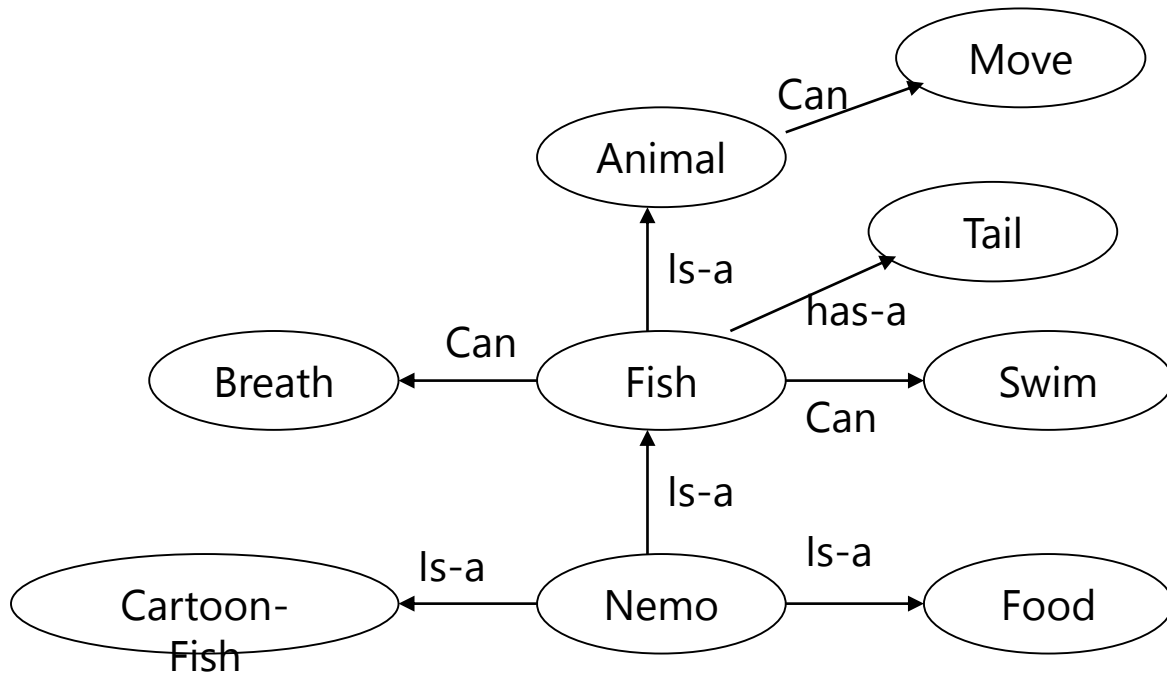 Move
Can
Animal
Tail
Is-a
has-a
Can
Breath
Fish
Swim
Can
Is-a
Is-a
Is-a
Cartoon-
Fish
Nemo
Food